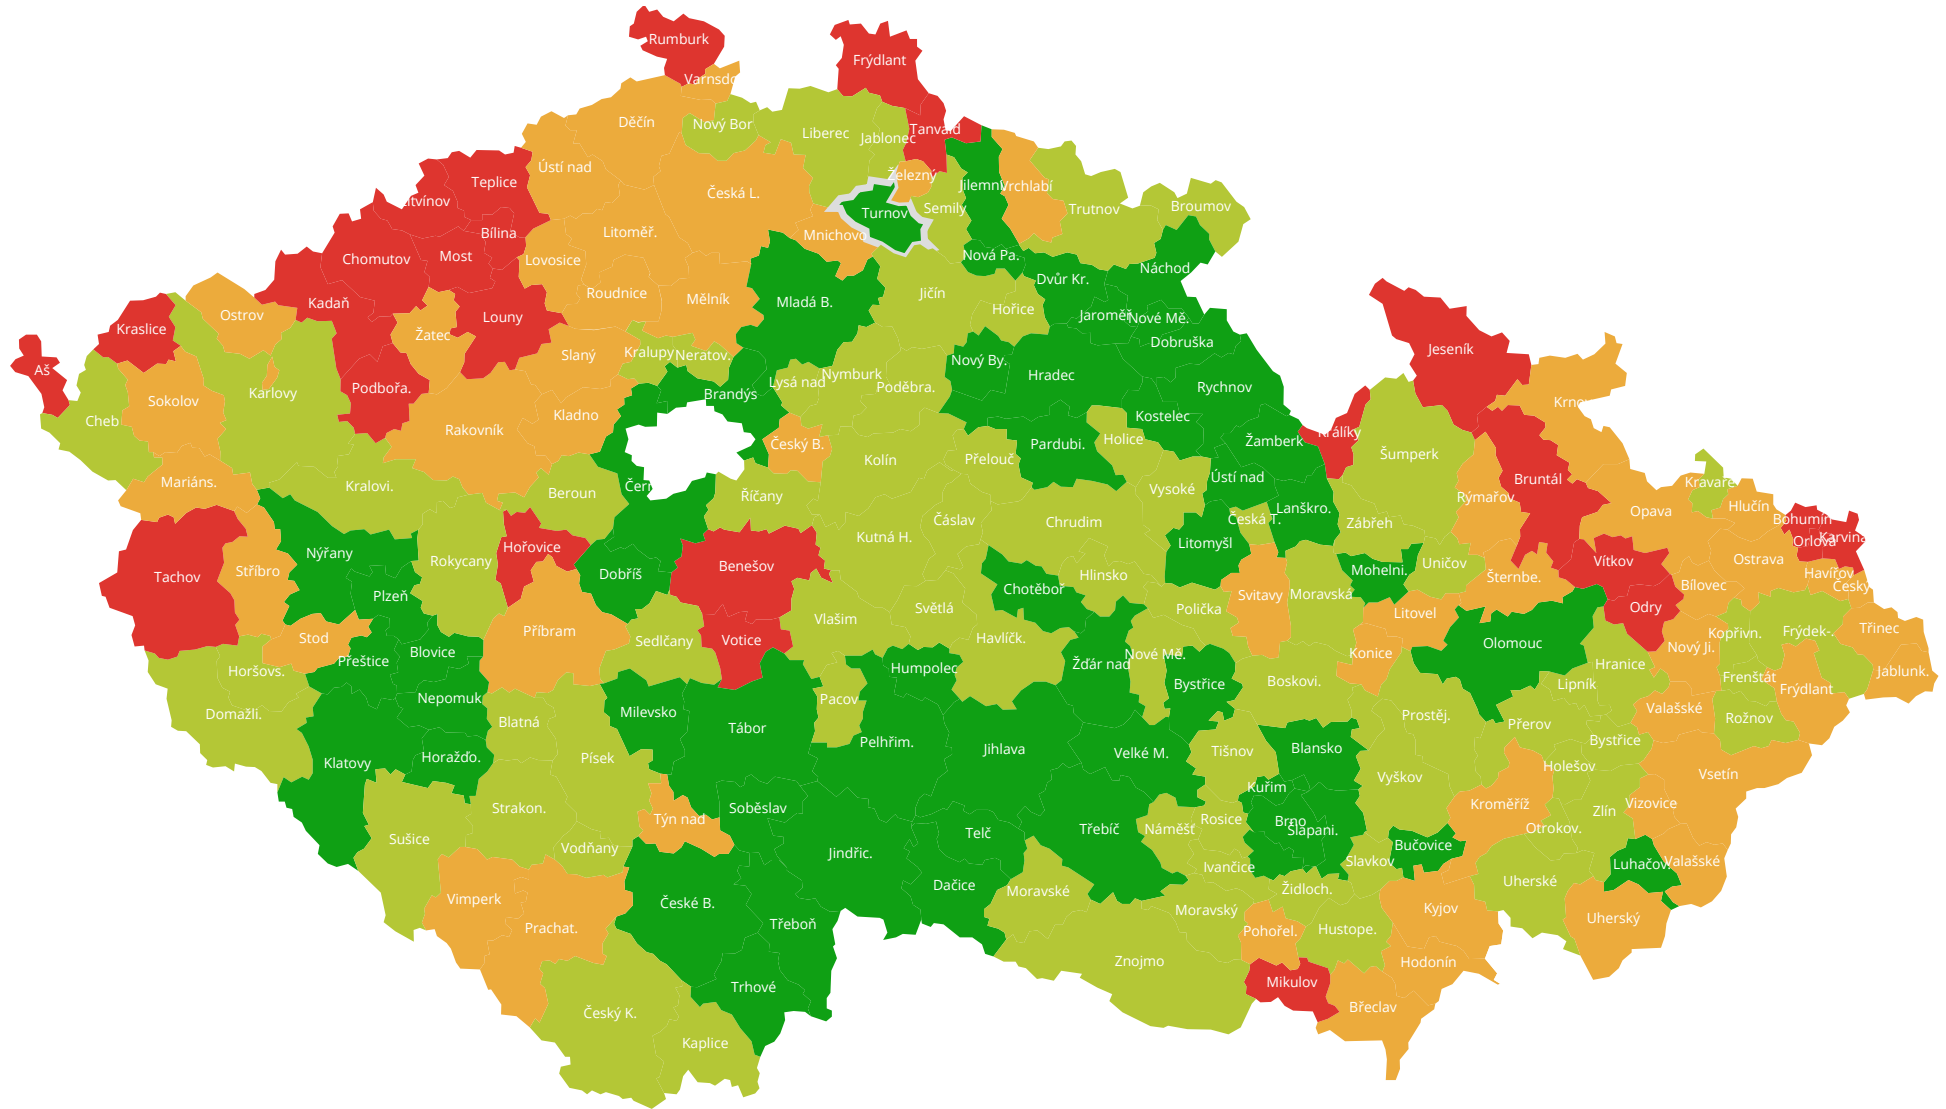 Rumburk
Frýdlant
Varnsdo
Děčín
Nový Bor
Liberec
Jablonec
Tanvald
Ústí nad
Teplice
Železný
Česká L.
Jilemni
Vrchlabí
Litvínov
Turnov
Semily
Trutnov
Broumov
Bílina
Litoměř.
Mnichovo
Most
Chomutov
Lovosice
Nová Pa.
Náchod
Dvůr Kr.
Roudnice
Jičín
Kadaň
Mělník
Mladá B.
Hořice
Ostrov
Louny
Jaroměř
Nové Mě.
Kraslice
Žatec
Dobruška
Jeseník
Slaný
Kralupy
Neratov.
Nový By.
Aš
Nymburk
Hradec
Lysá nad
Podbořa.
Poděbra.
Rychnov
Karlovy
Brandýs
Sokolov
Krnov
Kladno
Kostelec
Cheb
Rakovník
Králíky
Český B.
Pardubi.
Holice
Žamberk
Šumperk
Kolín
Přelouč
Mariáns.
Kralovi.
Beroun
Čern
Říčany
Vysoké
Ústí nad
Bruntál
Kravaře
Rýmařov
Hlučín
Lanškro.
Opava
Čáslav
Chrudim
Česká T.
Zábřeh
Bohumín
Kutná H.
Litomyšl
Orlová
Karviná
Hořovice
Nýřany
Rokycany
Uničov
Vítkov
Ostrava
Stříbro
Benešov
Dobříš
Hlinsko
Mohelni.
Šternbe.
Havířov
Tachov
Chotěboř
Bílovec
Český
Plzeň
Svitavy
Moravská
Světlá
Polička
Odry
Litovel
Vlašim
Stod
Příbram
Sedlčany
Votice
Havlíčk.
Olomouc
Kopřivn.
Frýdek-.
Třinec
Blovice
Nové Mě.
Konice
Nový Ji.
Přeštice
Žďár nad
Hranice
Horšovs.
Humpolec
Jablunk.
Nepomuk
Bystřice
Boskovi.
Lipník
Frenštát
Frýdlant
Pacov
Domažli.
Milevsko
Prostěj.
Valašské
Blatná
Přerov
Rožnov
Tábor
Pelhřim.
Jihlava
Velké M.
Tišnov
Blansko
Bystřice
Horažďo.
Písek
Klatovy
Holešov
Vyškov
Vsetín
Kuřim
Strakon.
Soběslav
Kroměříž
Vizovice
Zlín
Týn nad
Rosice
Brno
Telč
Třebíč
Náměšť
Šlapani.
Otrokov.
Sušice
Vodňany
Jindřic.
Bučovice
Slavkov
Luhačov.
Valašské
Ivančice
Dačice
Moravské
Židloch.
Uherské
Vimperk
České B.
Moravský
Kyjov
Uherský
Třeboň
Prachat.
Pohořel.
Hustope.
Znojmo
Hodonín
Trhové
Mikulov
Břeclav
Český K.
Kaplice